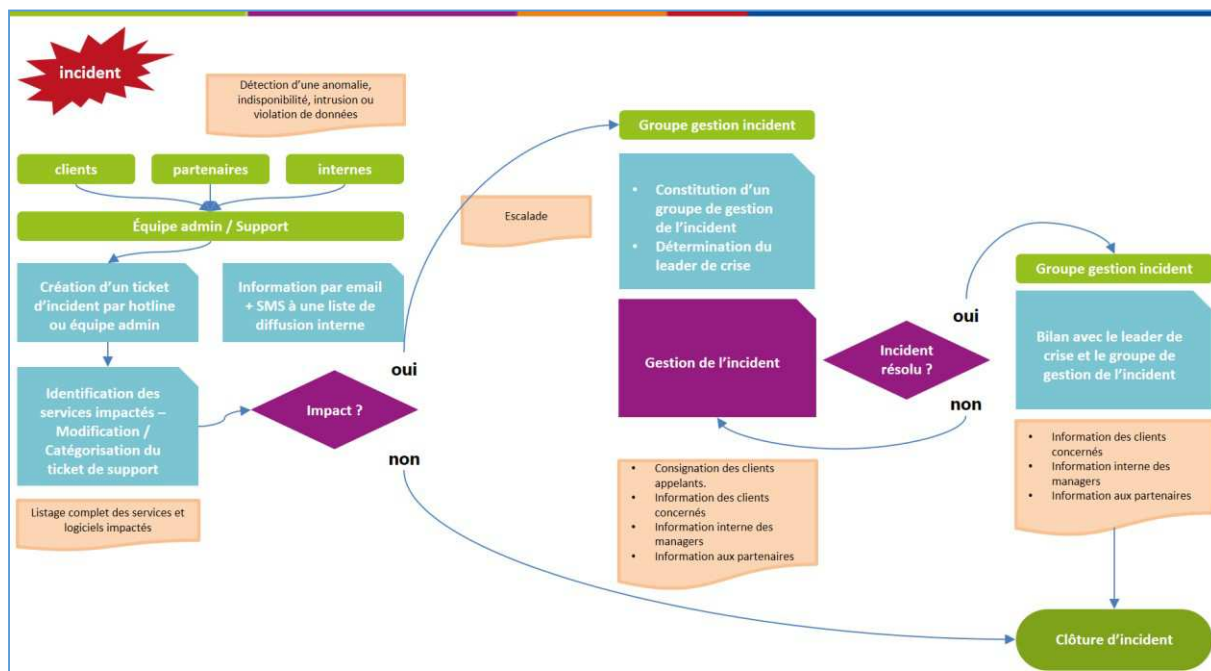 incident
Détection d'une anomalie,
indisponibilité, intrusion ou
violation de données
clients
partenaires
internes
Équipe admin / Support
Création d'un ticket
d'incident par hotline
ou équipe admin
Information par email
+ SMS à une liste de
diffusion interne
Identification des
services impactés –
Modification /
Catégorisation du
ticket de support
Listage complet des services et
logiciels impactés
Impact ?
oui
non
Escalade
Groupe gestion incident
• Constitution d'un
groupe de gestion
de l'incident
• Détermination du
leader de crise
Gestion de l'incident
• Consignation des clients
appelants.
• Information des clients
concernés
• Information interne des
managers
• Information aux partenaires
Incident
résolu ?
oui
non
Groupe gestion incident
Bilan avec le leader de
crise et le groupe de
gestion de l'incident
• Information des clients
concernés
• Information interne des
managers
• Information aux partenaires
Clôture d'incident